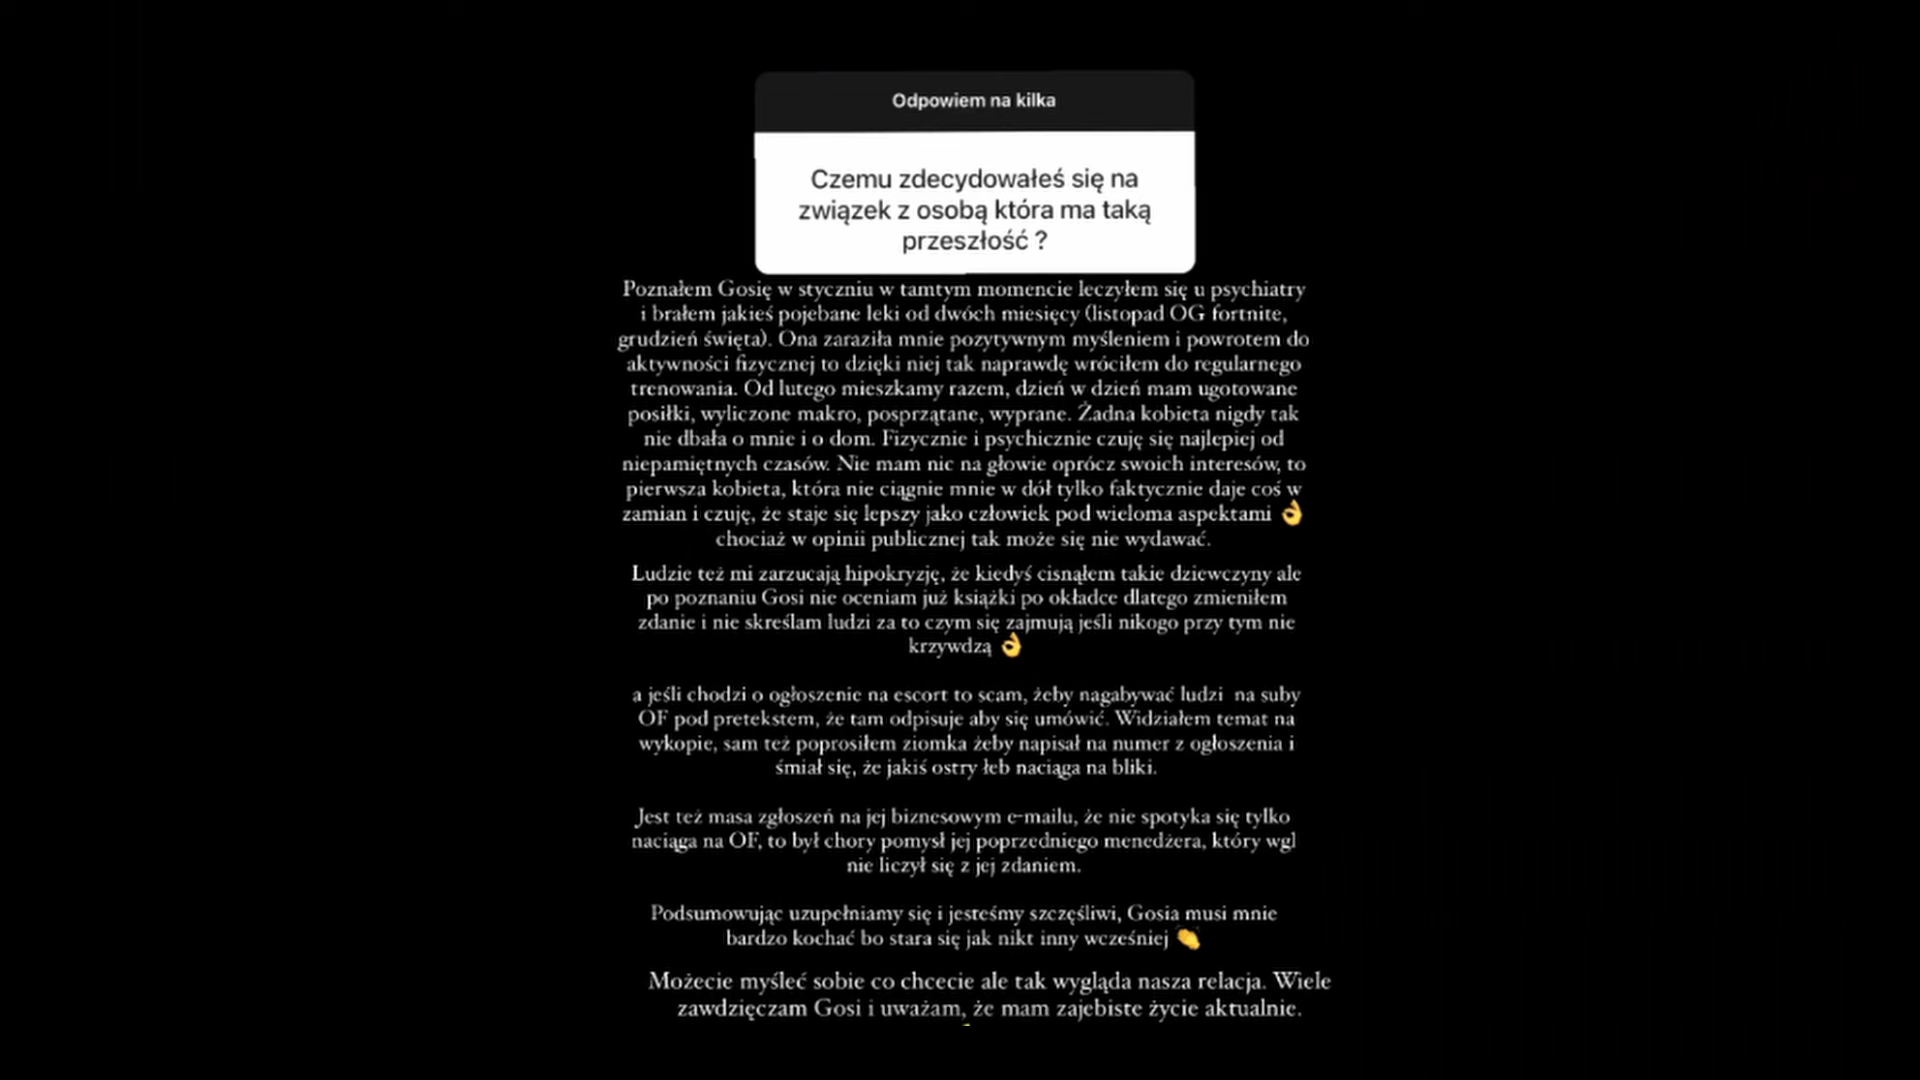 Odpowiem na kilka
Czemu zdecydowałeś się na
związek z osobą która ma taką
przeszłość ?
Poznałem Gosię w styczniu w tamtym momencie leczyłem się u psychiatry
i brałem jakieś pojebane leki od dwóch miesięcy (listopad OG fortnite,
grudzień święta). Ona zaraziła mnie pozytywnym myśleniem i powrotem do
aktywności fizycznej to dzięki niej tak naprawdę wróciłem do regularnego
trenowania. Od lutego mieszkamy razem, dzień w dzień mam ugotowane
posiłki, wyliczone makro, posprzątane, wyprane. Żadna kobieta nigdy tak
nie dbała o mnie i o dom. Fizycznie i psychicznie czuję się najlepiej od
niepamiętnych czasów. Nie mam nic na głowie oprócz swoich interesów, to
pierwsza kobieta, która nie ciągnie mnie w dół tylko faktycznie daje coś w
zamian i czuję, że staje się lepszy jako człowiek pod wieloma aspektami 👌
chociaż w opinii publicznej tak może się nie wydawać.
Ludzie też mi zarzucają hipokryzję, że kiedyś cisnąłem takie dziewczyny ale
po poznaniu Gosi nie oceniam już książki po okładce dlatego zmieniłem
zdanie i nie skreślam ludzi za to czym się zajmują jeśli nikogo przy tym nie
krzywdzą 👌
a jeśli chodzi o ogłoszenie na escort to scam, żeby nagabywać ludzi na suby
OF pod pretekstem, że tam odpisuje aby się umówić. Widziałem temat na
wykopie, sam też poprosiłem ziomka żeby napisał na numer z ogłoszenia i
śmiał się, że jakiś ostry łeb naciąga na bliki.
Jest też masa zgłoszeń na jej biznesowym e-mailu, że nie spotyka się tylko
naciąga na OF, to był chory pomysł jej poprzedniego menedżera, który wgl
nie liczył się z jej zdaniem.
Podsumowując uzupełniamy się i jesteśmy szczęśliwi, Gosia musi mnie
bardzo kochać bo stara się jak nikt inny wcześniej 👏
Możecie myśleć sobie co chcecie ale tak wygląda nasza relacja. Wiele
zawdzięczam Gosi i uważam, że mam zajebiste życie aktualnie.